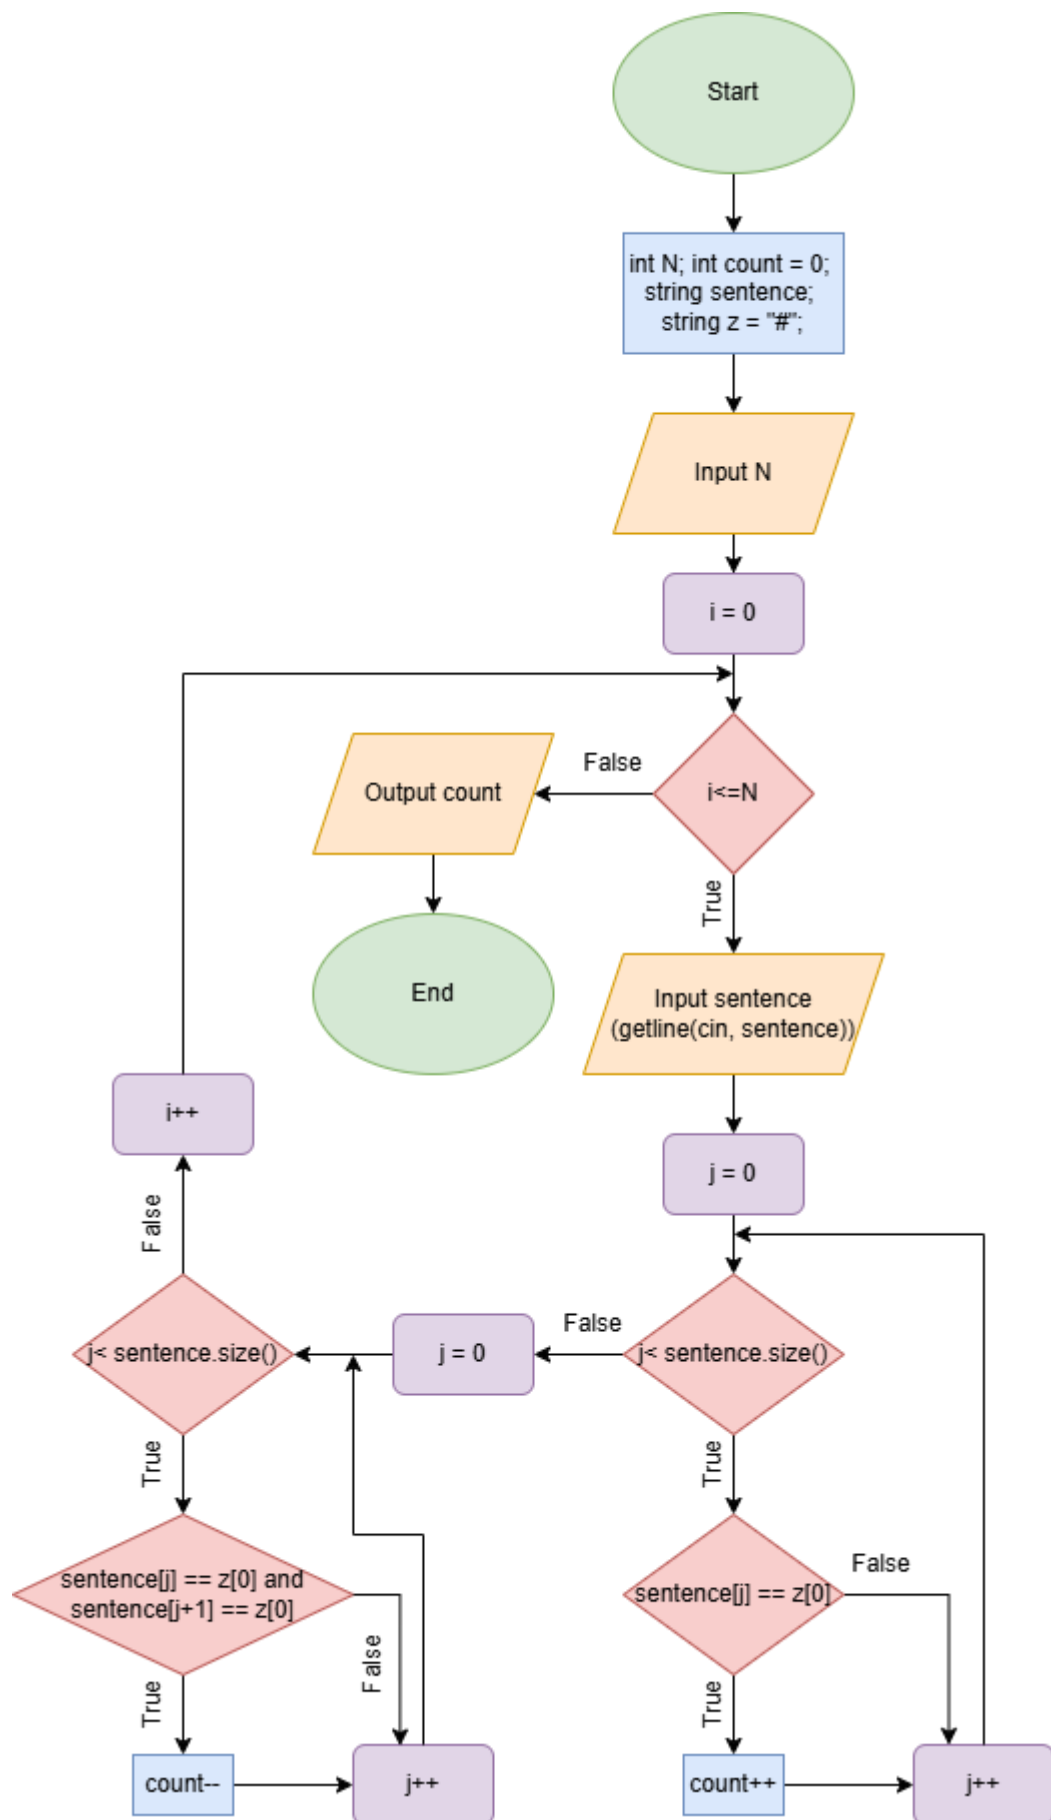 Start
int N; int count = 0;
string sentence;
string z = "#";
Input N
i = 0
i<=N
False
Output count
End
True
Input sentence
(getline(cin, sentence))
j = 0
j< sentence.size()
False
j = 0
True
sentence[j] == z[0]
False
True
count++
j++
j< sentence.size()
False
i++
True
sentence[j] == z[0] and
sentence[j+1] == z[0]
False
True
count--
j++